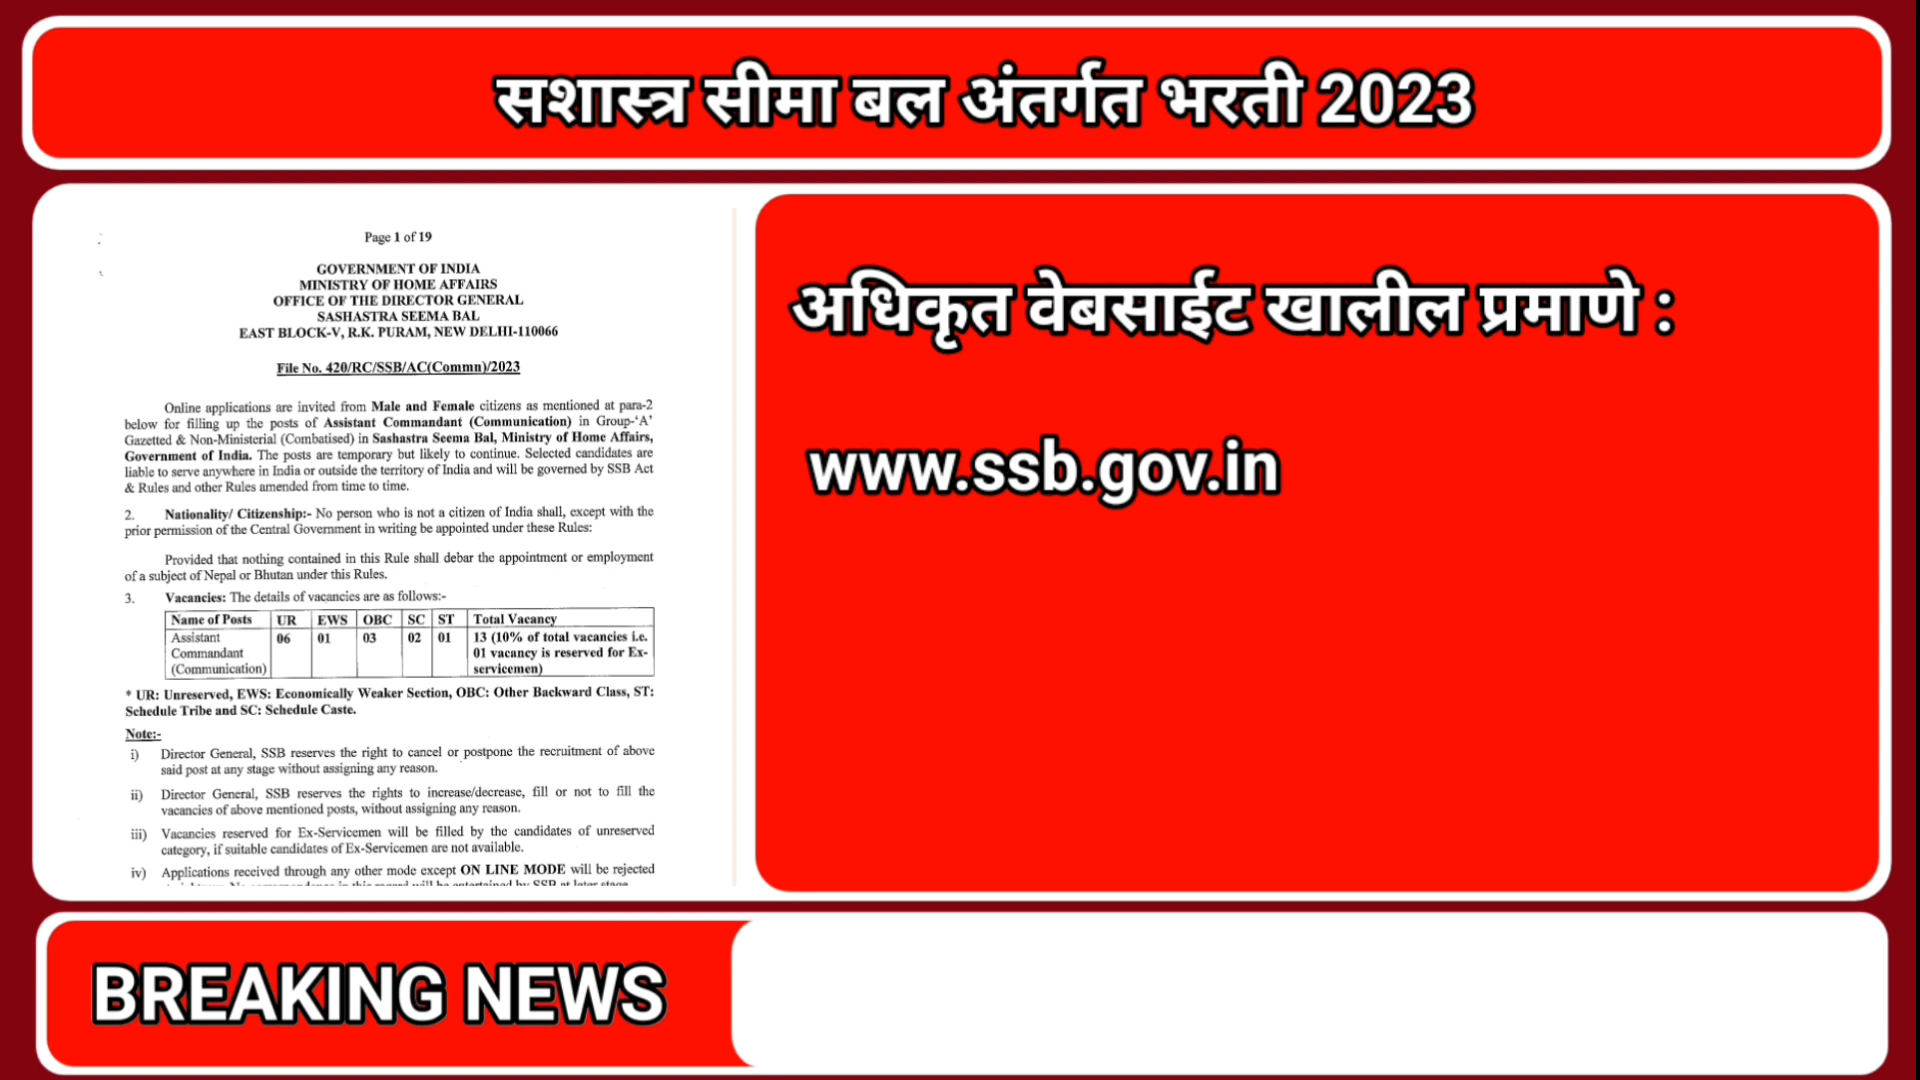 सशास्त्र सीमा बल अंतर्गत भरती 2023
Page 1 of 19
GOVERNMENT OF INDIA
MINISTRY OF HOME AFFAIRS
OFFICE OF THE DIRECTOR GENERAL
SASHASTRA SEEMA BAL
EAST BLOCK-V, R.K. PURAM, NEW DELHI-110066
File No. 420/RC/SSB/AC(Commn)/2023
Online applications are invited from Male and Female citizens as mentioned at para-2
below for filling up the posts of Assistant Commandant (Communication) in Group-‘A’
Gazetted & Non-Ministerial (Combatised) in Sashastra Seema Bal, Ministry of Home Affairs,
Government of India. The posts are temporary but likely to continue. Selected candidates are
liable to serve anywhere in India or outside the territory of India and will be governed by SSB Act
& Rules and other Rules amended from time to time.
2. Nationality/ Citizenship:- No person who is not a citizen of India shall, except with the
prior permission of the Central Government in writing be appointed under these Rules:
Provided that nothing contained in this Rule shall debar the appointment or employment
of a subject of Nepal or Bhutan under this Rules.
3. Vacancies: The details of vacancies are as follows:-
Name of Posts UR EWS OBC SC ST Total Vacancy
Assistant 06 01 03 02 01 13 (10% of total vacancies i.e.
Commandant 01 vacancy is reserved for Ex-
(Communication) servicemen)
* UR: Unreserved, EWS: Economically Weaker Section, OBC: Other Backward Class, ST:
Schedule Tribe and SC: Schedule Caste.
Note:-
i) Director General, SSB reserves the right to cancel or postpone the recruitment of above
said post at any stage without assigning any reason.
ii) Director General, SSB reserves the rights to increase/decrease, fill or not to fill the
vacancies of above mentioned posts, without assigning any reason.
iii) Vacancies reserved for Ex-Servicemen will be filled by the candidates of unreserved
category, if suitable candidates of Ex-Servicemen are not available.
iv) Applications received through any other mode except ON LINE MODE will be rejected
अधिकृत वेबसाईट खालील प्रमाणे :
www.ssb.gov.in
BREAKING NEWS